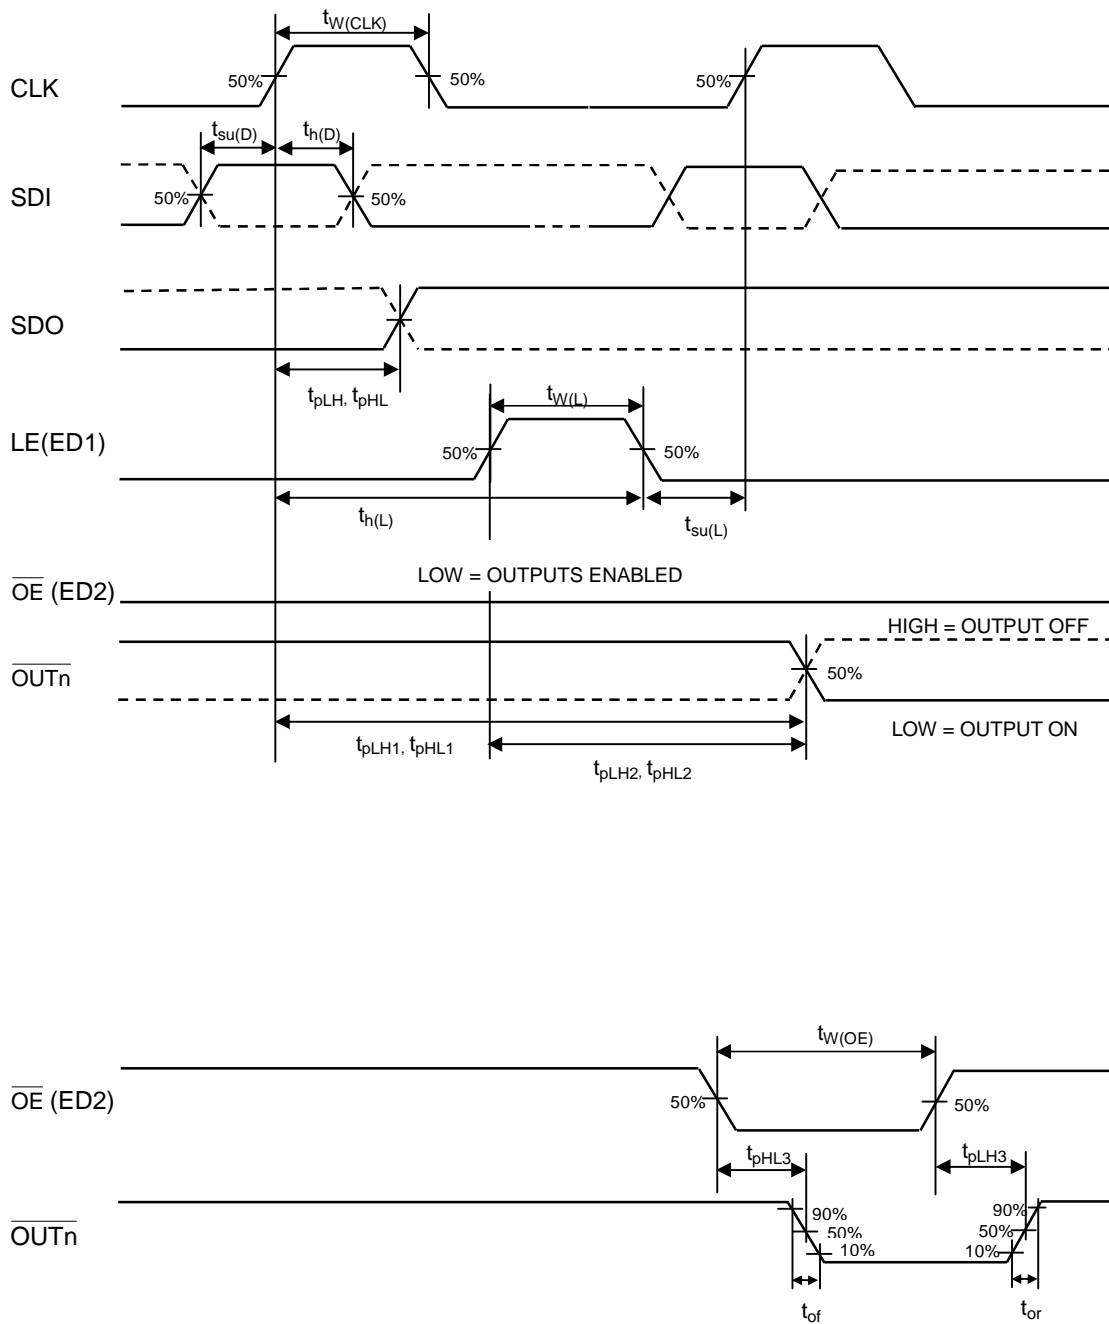 tW(CLK)
CLK
50%
50%
50%
tsu(D)
th(D)
SDI
50%
50%
SDO
tpLH, tpHL
tW(L)
LE(ED1)
50%
50%
th(L)
tsu(L)
OE (ED2)
LOW = OUTPUTS ENABLED
HIGH = OUTPUT OFF
OUTn
50%
LOW = OUTPUT ON
tpLH1, tpHL1
tpLH2, tpHL2
tW(OE)
OE (ED2)
50%
50%
tpHL3
tpLH3
OUTn
90%
50%
10%
90%
50%
10%
tof
tor